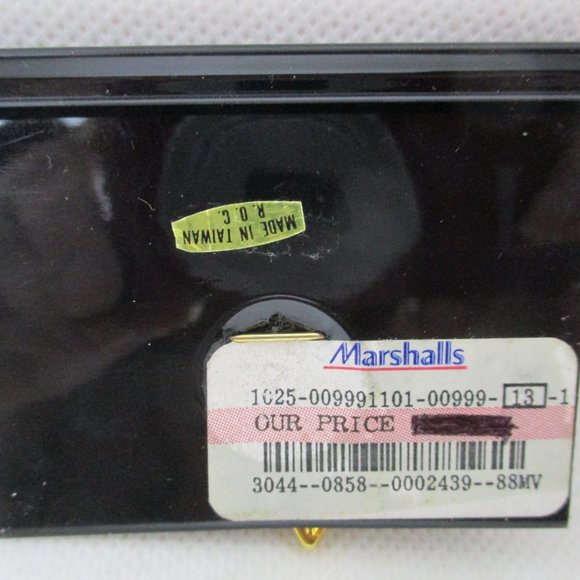 MADE IN TAIWAN
R.O.C.
Marshalls
1025-009991101-00999-13-1
OUR PRICE
3044--0858--0002439--88MV